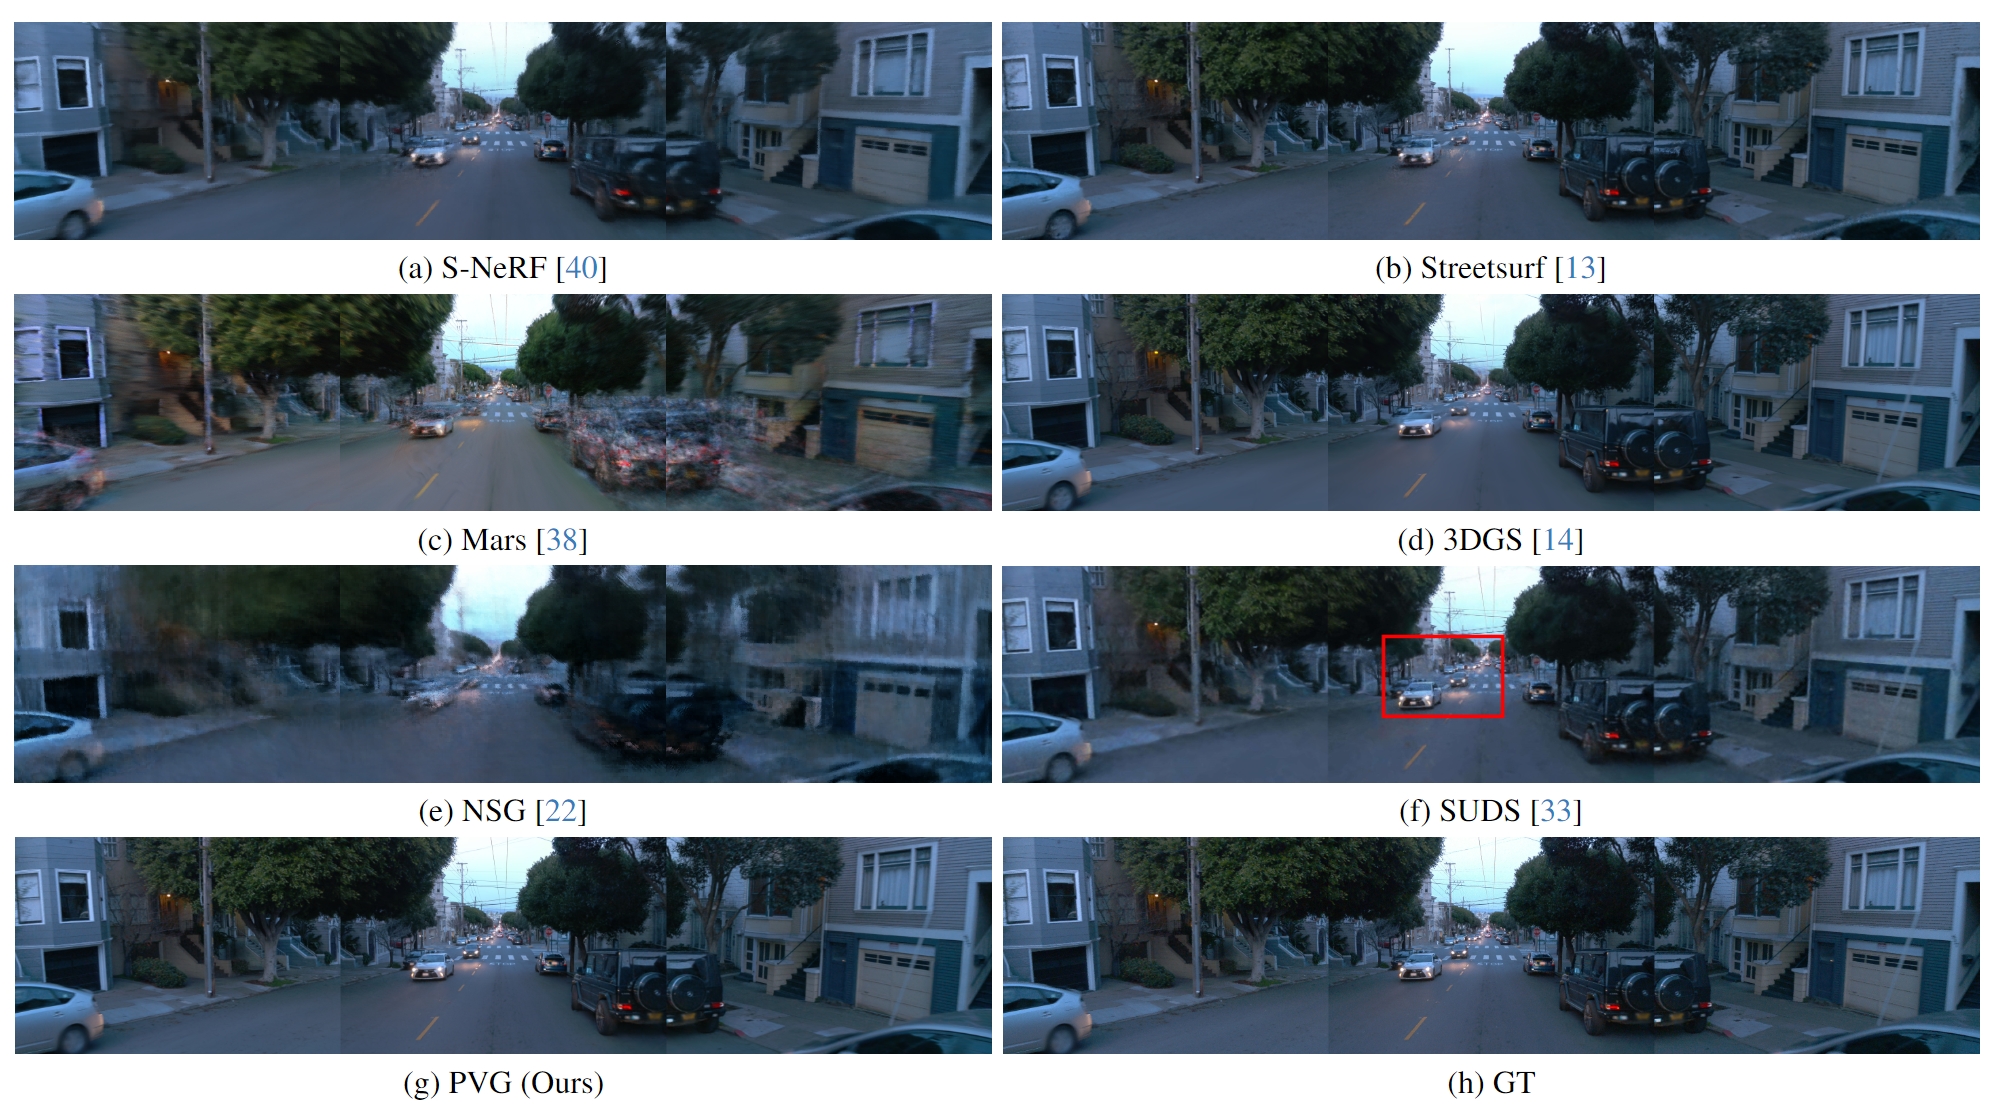 (a) S-NeRF [40]
(b) Streetsurf [13]
(c) Mars [38]
(d) 3DGS [14]
(e) NSG [22]
(f) SUDS [33]
(g) PVG (Ours)
(h) GT